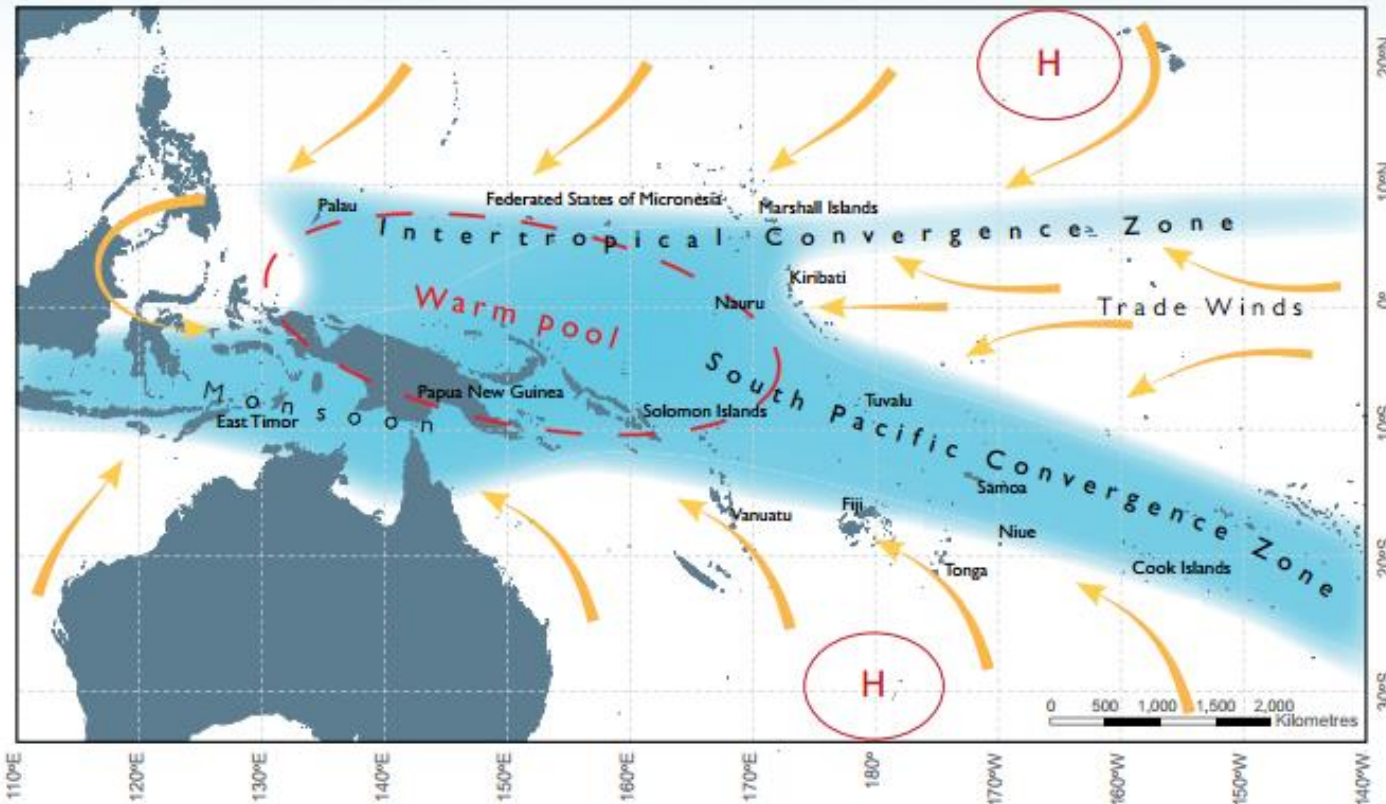 H
20°N
10°N
Palau
Federated States of Micronesia
Marshall Islands
Intertropical Convergence Zone
Kiribati
Warm pool
Nauru
Trade Winds
0°
South Pacific Convergence Zone
Monsoon
Papua New Guinea
East Timor
Solomon Islands
Tuvalu
10°S
Samoa
Vanuatu
Fiji
Niue
Tonga
Cook Islands
20°S
H
30°S
0 500 1,000 1,500 2,000
Kilometres
110°E 120°E 130°E 140°E 150°E 160°E 170°E 180° 170°W 160°W 150°W 140°W